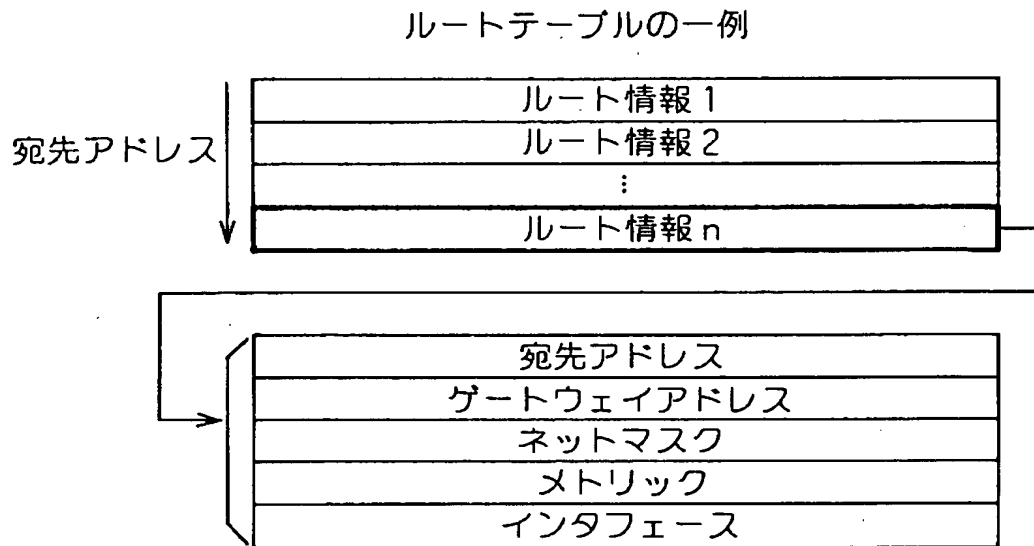 ルートテーブルの一例
宛先アドレス
ルート情報1
ルート情報2
⋮
ルート情報n
宛先アドレス
ゲートウェイアドレス
ネットマスク
メトリック
インタフェース